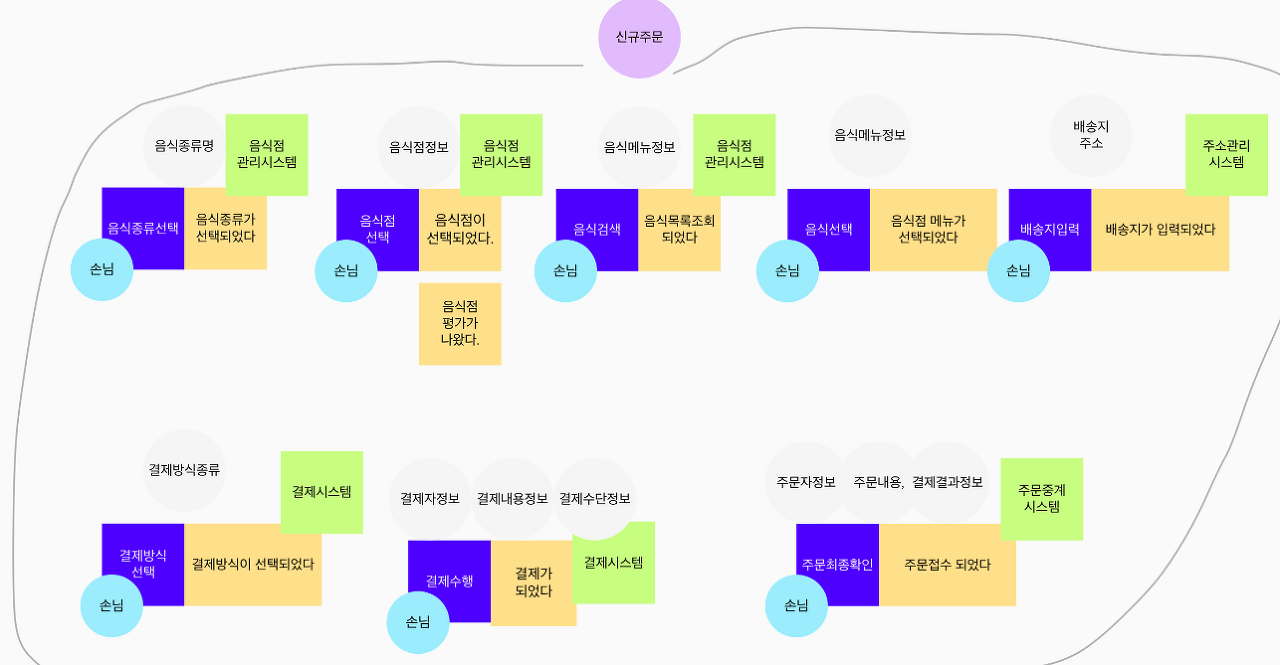 신규주문
음식종류명
음식점
관리시스템
음식종류선택
음식종류가
선택되었다
손님
음식점정보
음식점
관리시스템
음식점
선택
음식점이
선택되었다.
손님
음식점
평가가
나왔다.
음식메뉴정보
음식점
관리시스템
음식검색
음식목록조회
되었다
손님
음식메뉴정보
음식선택
음식점 메뉴가
선택되었다
손님
배송지
주소
주소관리
시스템
배송지입력
배송지가 입력되었다
손님
결제방식종류
결제시스템
결제방식
선택
결제방식이 선택되었다
손님
결제자정보
결제내용정보
결제수단정보
결제시스템
결제수행
결제가
되었다
손님
주문자정보
주문내용,
결제결과정보
주문중계
시스템
주문최종확인
주문접수 되었다
손님